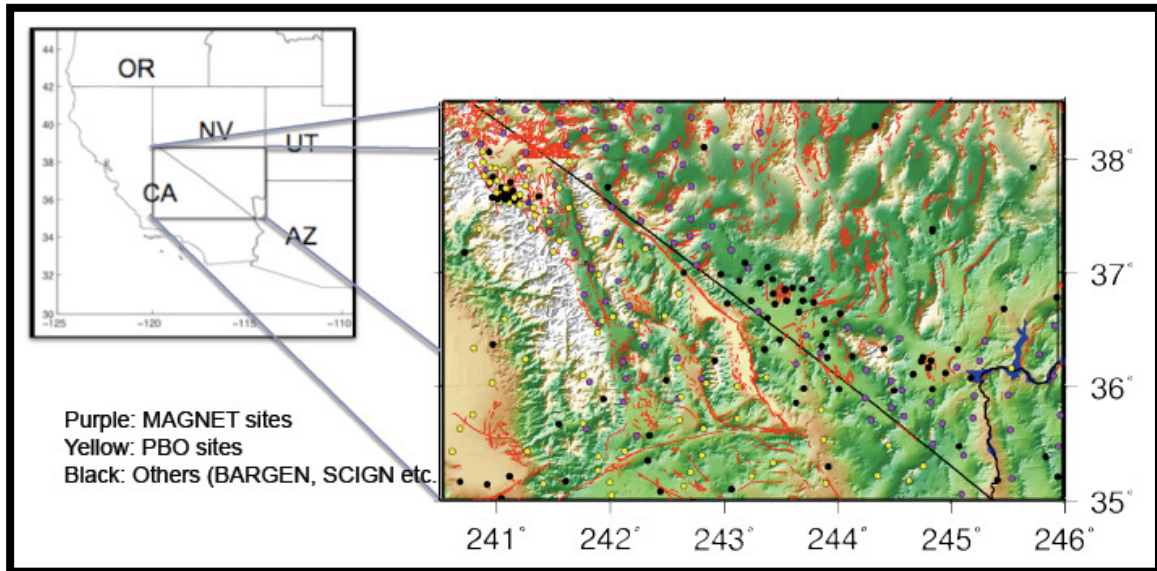 44
42
40
38
36
34
32
30
-125
-120
-115
-110
OR
NV
UT
CA
AZ
Purple: MAGNET sites
Yellow: PBO sites
Black: Others (BARGEN, SCIGN etc.
38°
37°
36°
35°
241°
242°
243°
244°
245°
246°